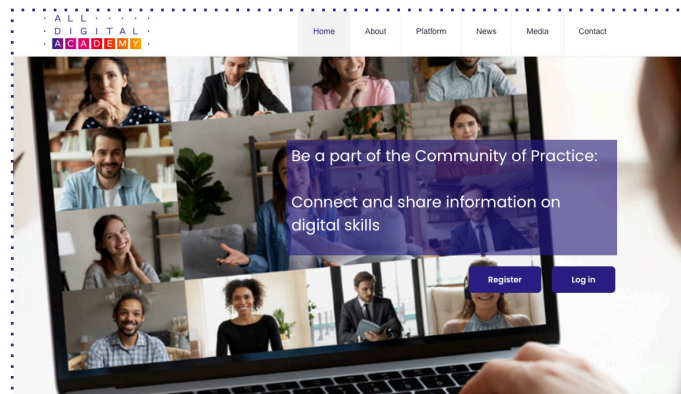 ALL
DIGITAL
ACADEMY
Home About Platform News Media Contact
Be a part of the Community of Practice:
Connect and share information on
digital skills
Register Log in